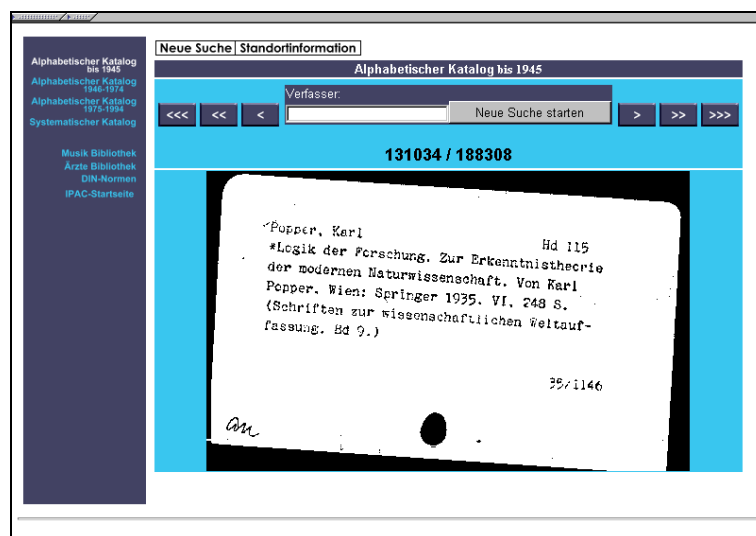 Neue Suche Standortinformation
Alphabetischer Katalog
bis 1945
Alphabetischer Katalog
1946-1974
Alphabetischer Katalog
1975-1994
Systematischer Katalog
Musik Bibliothek
Ärzte Bibliothek
DIN-Normen
IPAC-Startseite
Alphabetischer Katalog bis 1945
Verfasser:
<<< << < Neue Suche starten > >> >>>
131034 / 188308
Popper, Karl Hd 115
*Logik der Forschung. Zur Erkenntnistheorie
der modernen Naturwissenschaft. Von Karl
Popper. Wien: Springer 1935. VI, 248 S.
(Schriften zur wissenschaftlichen Weltauf-
fassung. Bd 9.)
35/1146